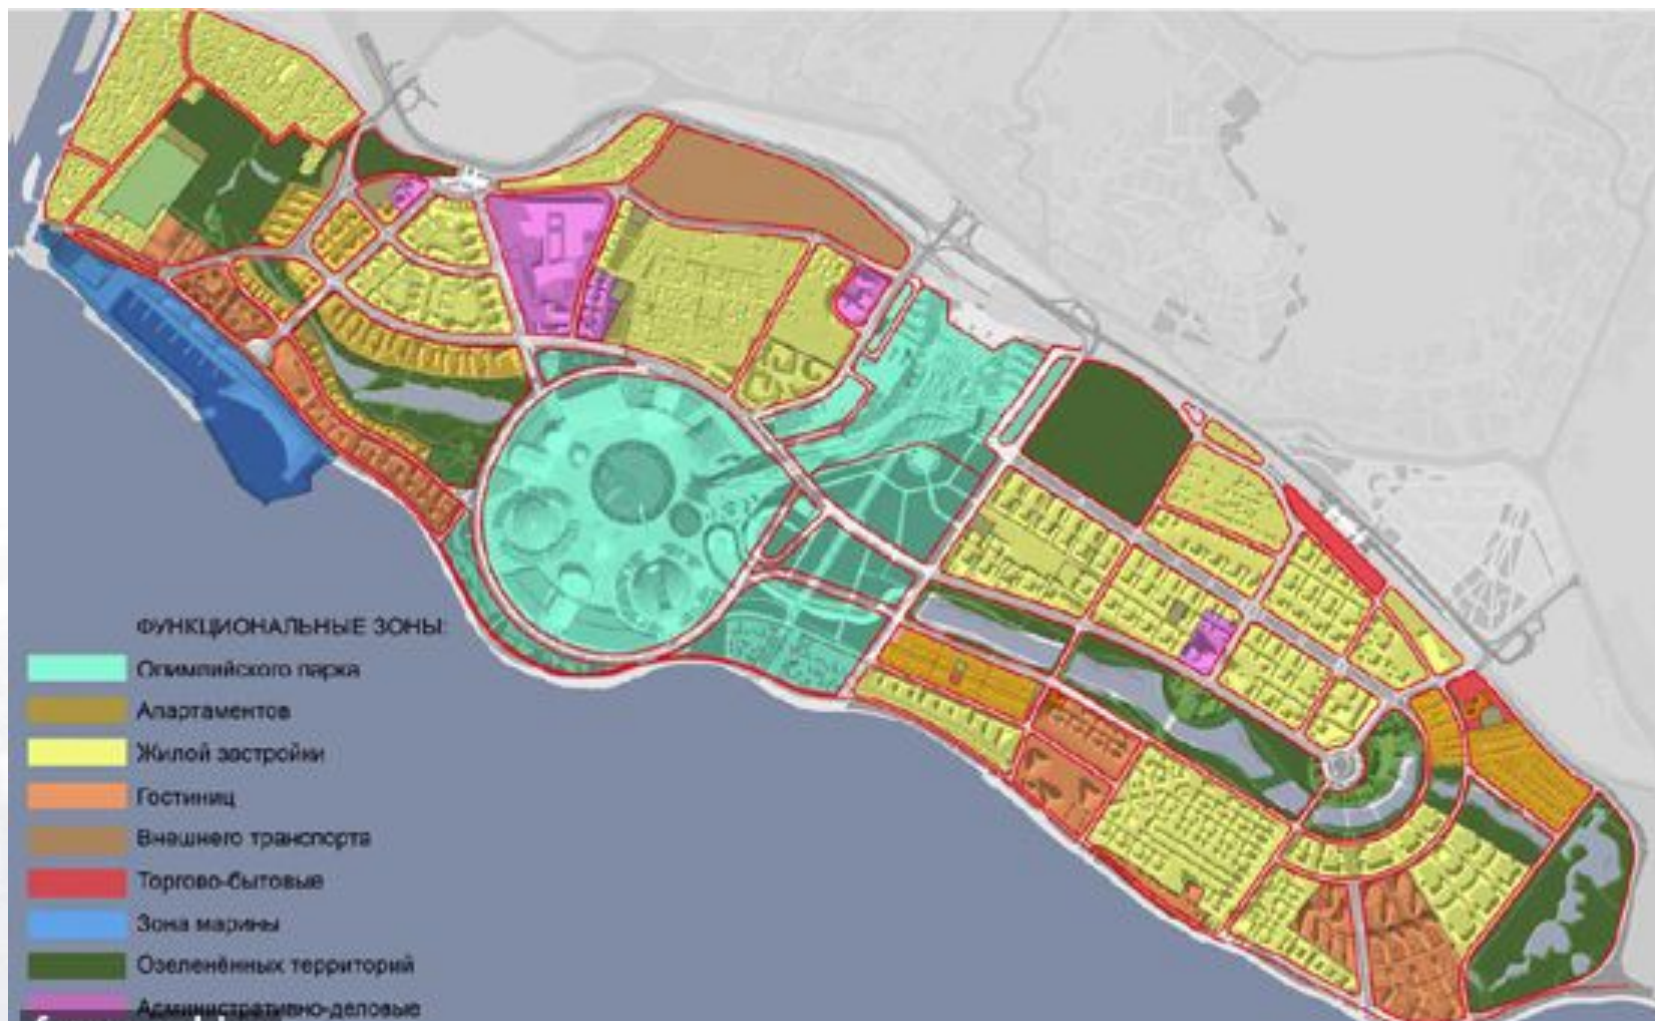 ФУНКЦИОНАЛЬНЫЕ ЗОНЫ:
Олимпийского парка
Апартаментов
Жилой застройки
Гостиниц
Внешнего транспорта
Торгово-бытовые
Зона марины
Озеленённых территорий
Административно-деловые